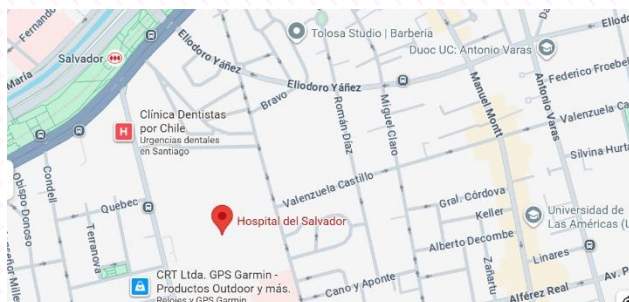 Fernando
María
Salvador
Eliodoro Yáñez
Tolosa Studio | Barbería
Duoc UC: Antonio Varas
Eliodo
Eliodoro Yáñez
Bravo
Clínica Dentistas
por Chile
Urgencias dentales
en Santiago
Román Díaz
Miguel Claro
Manuel Montt
Antonio Varas
Federico Froebel
Valenzuela Ca
Silvina Hurta
Obispo Donoso
Condell
Terranova
Quebec
Valenzuela Castillo
Hospital del Salvador
Gral. Córdova
Keller
Alberto Decombe
Zañartu
Universidad de
Las Américas (U
Linares
CRT Ltda. GPS Garmin -
Productos Outdoor y más.
Relojes y GPS Garmin
Cano y Aponte
Alférez Real
Av. P